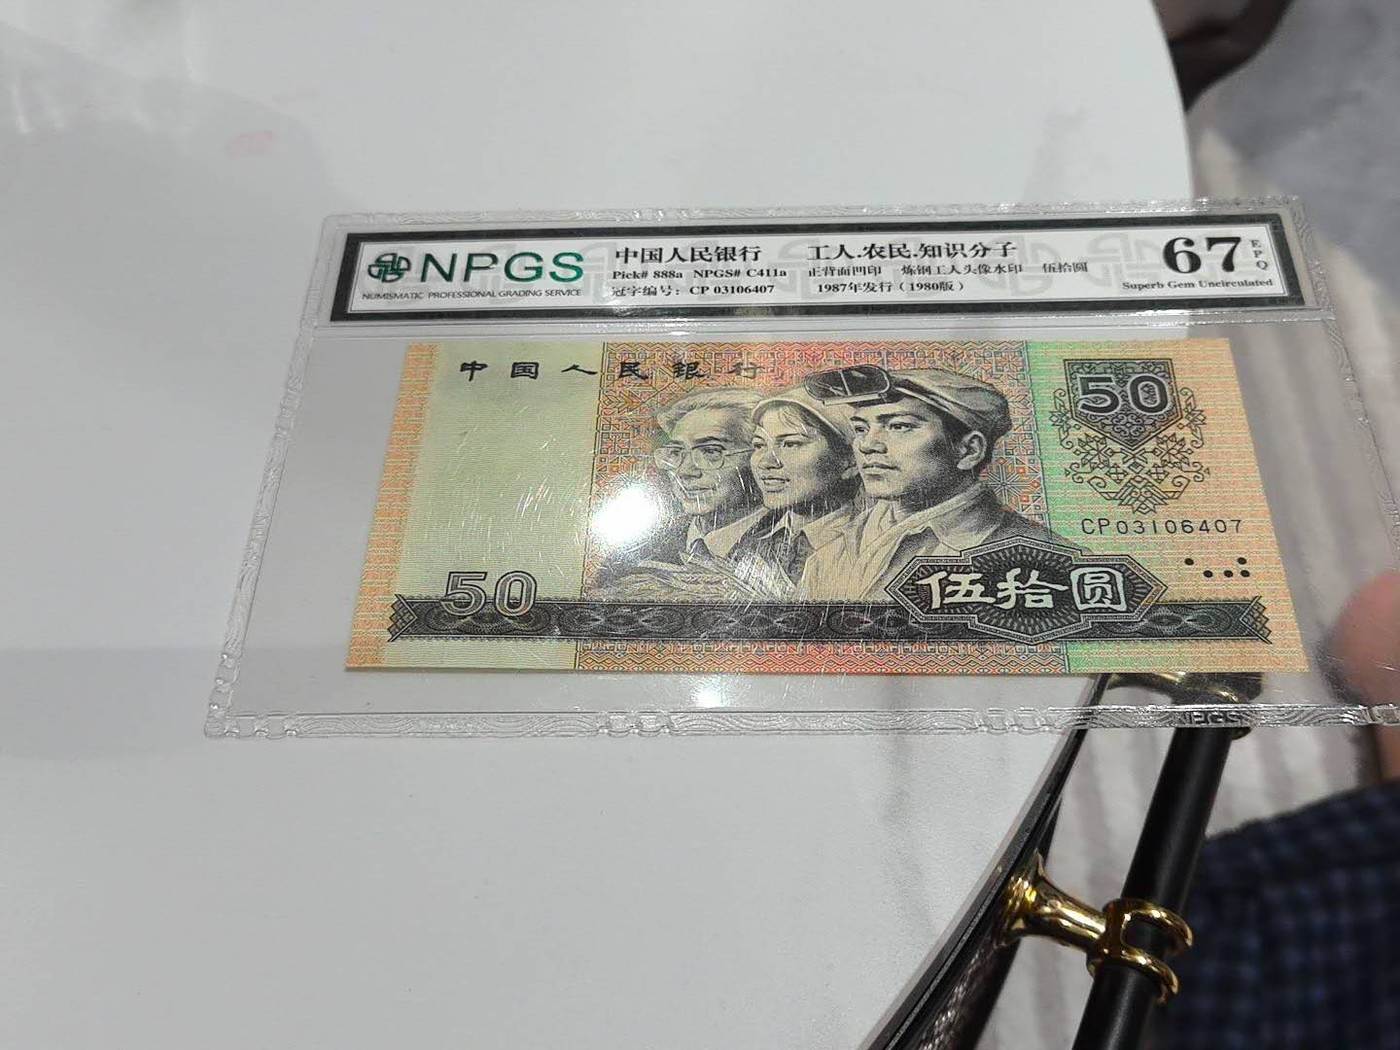 NPGS
NUMISMATIC PROFESSIONAL GRADING SERVICE
中国人民银行 工人.农民.知识分子
Pick# 888a NPGS# C411a 正背面凹印 炼钢工人头像水印 伍拾圆
冠字编号: CP 03106407 1987年发行（1980版）
67 EPQ
Superb Gem Uncirculated
中国人民银行
50
CP03106407
50
伍拾圆
NPGS